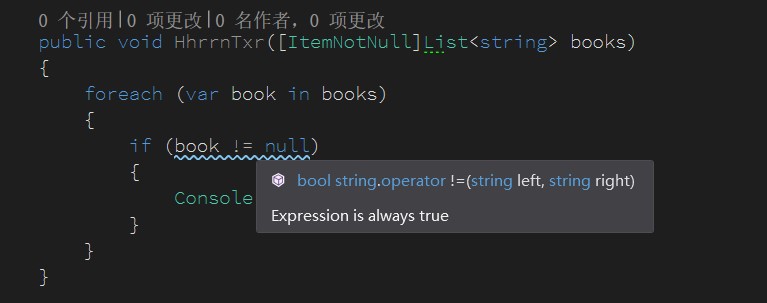 0 个引用|0 项更改|0 名作者，0 项更改
public void HhrrnTxr([ItemNotNull]List<string> books)
{
foreach (var book in books)
{
if (book != null)
{
Console
bool string.operator !=(string left, string right)
Expression is always true
}
}
}